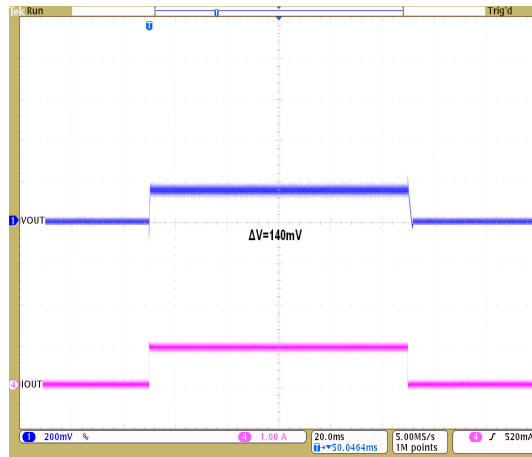 Tek Run Trig'd
T
T
1 VOUT
ΔV=140mV
4 IOUT
1 200mV 4 1.00 A 20.0ms 5.00MS/s 4 520mA
T→▼50.0464ms 1M points